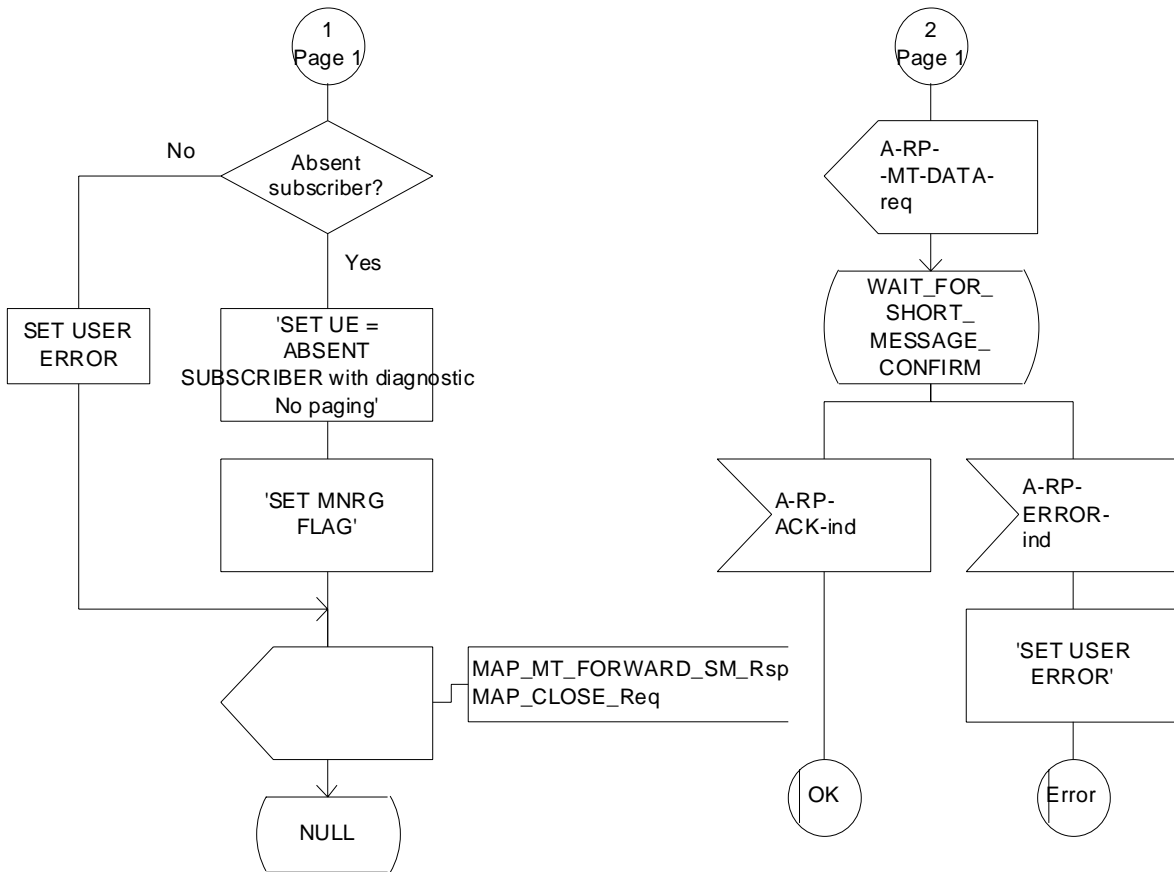 1
Page 1
No
Absent
subscriber?
Yes
SET USER
ERROR
'SET UE =
ABSENT
SUBSCRIBER with diagnostic
No paging'
'SET MNRG
FLAG'
MAP_MT_FORWARD_SM_Rsp
MAP_CLOSE_Req
NULL
2
Page 1
A-RP-
-MT-DATA-
req
WAIT_FOR_
SHORT_
MESSAGE_
CONFIRM
A-RP-
ACK-ind
A-RP-
ERROR-
ind
'SET USER
ERROR'
OK
Error